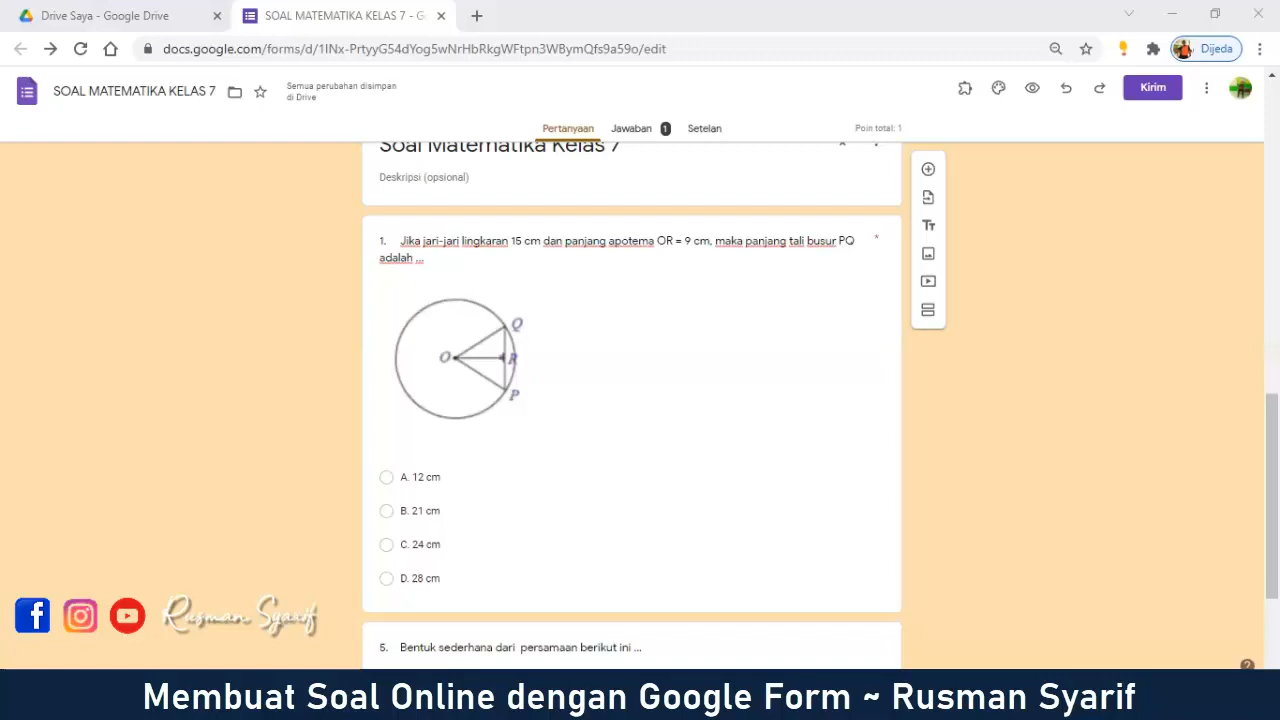 Drive Saya - Google Drive
SOAL MATEMATIKA KELAS 7 - G
docs.google.com/forms/d/1INx-PrtyyG54dYog5wNrHbRkgWFtpn3WBymQfs9a59o/edit
Dijeda
SOAL MATEMATIKA KELAS 7
Semua perubahan disimpan
di Drive
Kirim
Pertanyaan
Jawaban 1
Setelan
Poin total: 1
Soal Matematika Kelas 7
Deskripsi (opsional)
1. Jika jari-jari lingkaran 15 cm dan panjang apotema OR = 9 cm, maka panjang tali busur PQ *
adalah ...
Q
O
R
P
A. 12 cm
B. 21 cm
C. 24 cm
D. 28 cm
Rusman Syarif
5. Bentuk sederhana dari persamaan berikut ini ...
Membuat Soal Online dengan Google Form ~ Rusman Syarif